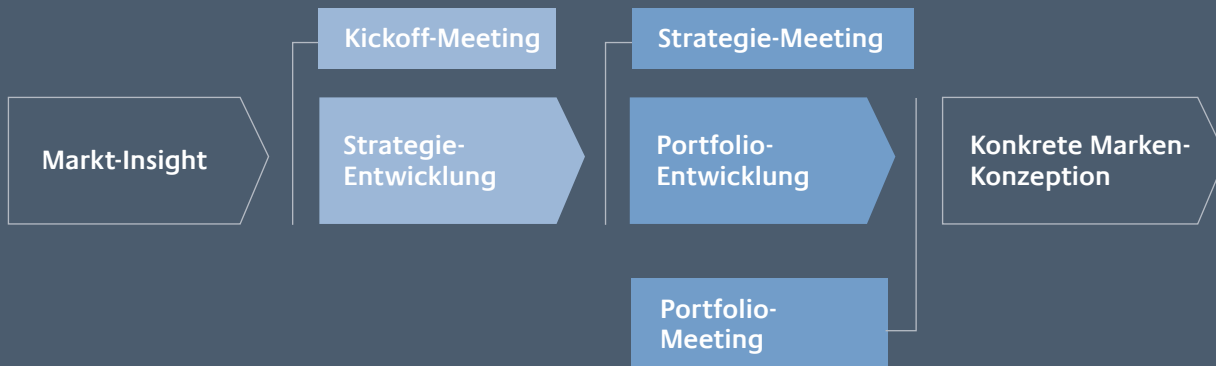 Kickoff-Meeting
Strategie-Meeting
Markt-Insight
Strategie-
Entwicklung
Portfolio-
Entwicklung
Konkrete Marken-
Konzeption
Portfolio-
Meeting